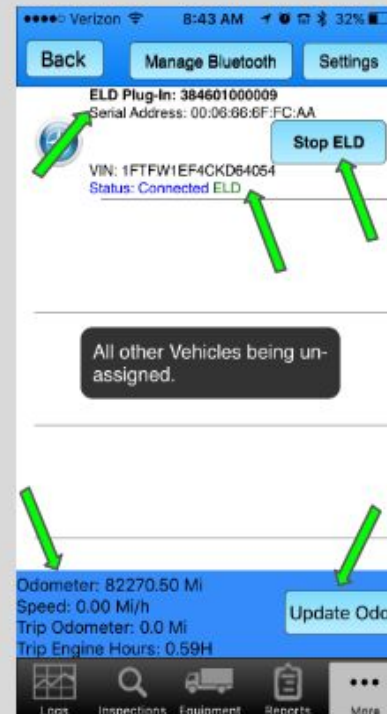 Verizon 8:43 AM 32%
Back Manage Bluetooth Settings
ELD Plug-In: 384601000009
Serial Address: 00:06:66:6F:FC:AA
Stop ELD
VIN: 1FTFW1EF4CKD64054
Status: Connected ELD
All other Vehicles being un-
assigned.
Odometer: 82270.50 Mi
Speed: 0.00 Mi/h
Trip Odometer: 0.0 Mi
Trip Engine Hours: 0.59H
Update Odo
Logs Inspections Equipment Reports More